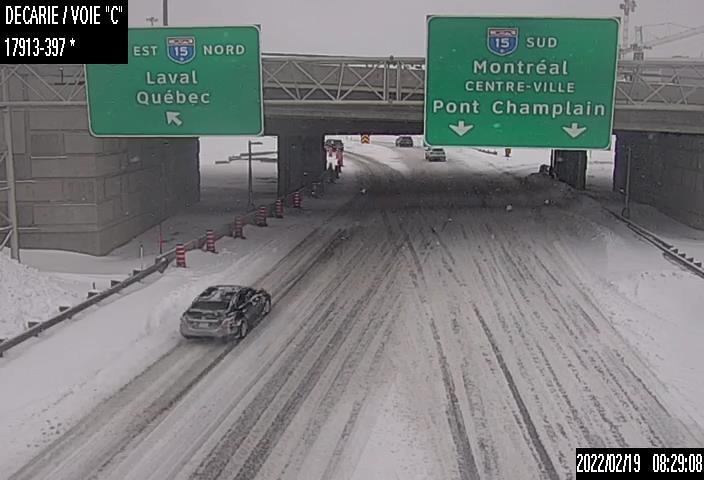 DECARIE / VOIE "C"
17913-397 *
EST 15 NORD
Laval
Québec
15 SUD
Montréal
CENTRE-VILLE
Pont Champlain
2022/02/19 08:29:08